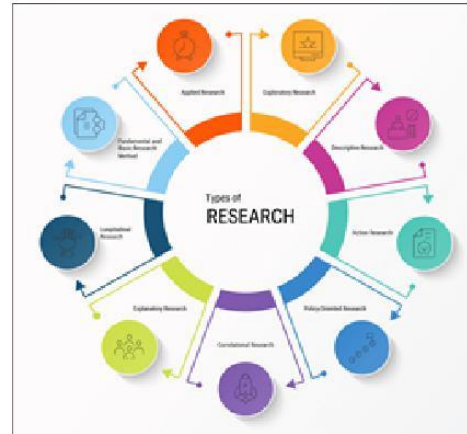 Types of
RESEARCH
Applied Research
Exploratory Research
Descriptive Research
Action Research
Policy Oriented Research
Correlational Research
Explanatory Research
Longitudinal
Research
Fundamental and
Basic Research
Method